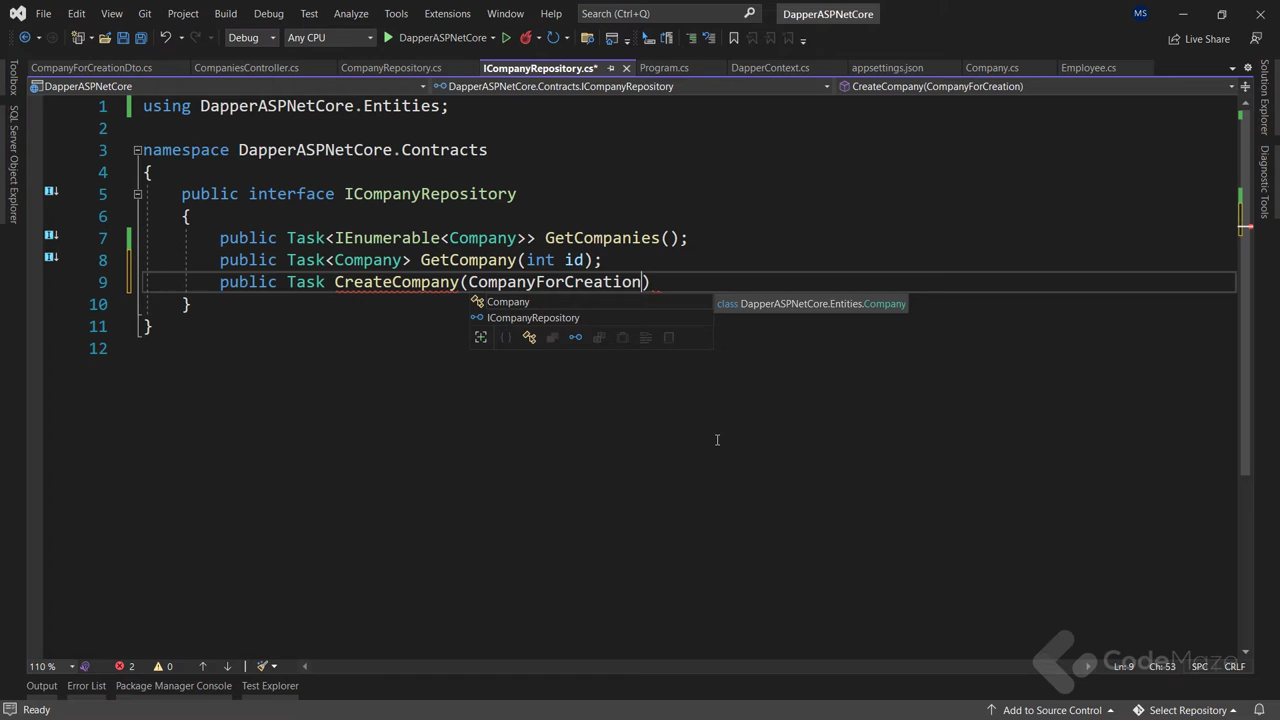 File Edit View Git Project Build Debug Test Analyze Tools Extensions Window Help Search (Ctrl+Q) DapperASPNetCore MS
Debug Any CPU DapperASPNetCore Live Share
CompanyForCreationDto.cs CompaniesController.cs CompanyRepository.cs ICompanyRepository.cs* Program.cs DapperContext.cs appsettings.json Company.cs Employee.cs
DapperASPNetCore DapperASPNetCore.Contracts.ICompanyRepository CreateCompany(CompanyForCreation)
Toolbox
SQL Server Object Explorer
Solution Explorer
Diagnostic Tools
1 using DapperASPNetCore.Entities;
2
3 namespace DapperASPNetCore.Contracts
4 {
5 public interface ICompanyRepository
6 {
7 public Task<IEnumerable<Company>> GetCompanies();
8 public Task<Company> GetCompany(int id);
9 public Task CreateCompany(CompanyForCreation)
10 }
11 }
12
Company
ICompanyRepository
class DapperASPNetCore.Entities.Company
CodeMaze
110 % 2 0 Ln: 9 Ch: 53 SPC CRLF
Output Error List Package Manager Console Test Explorer
Ready Add to Source Control Select Repository